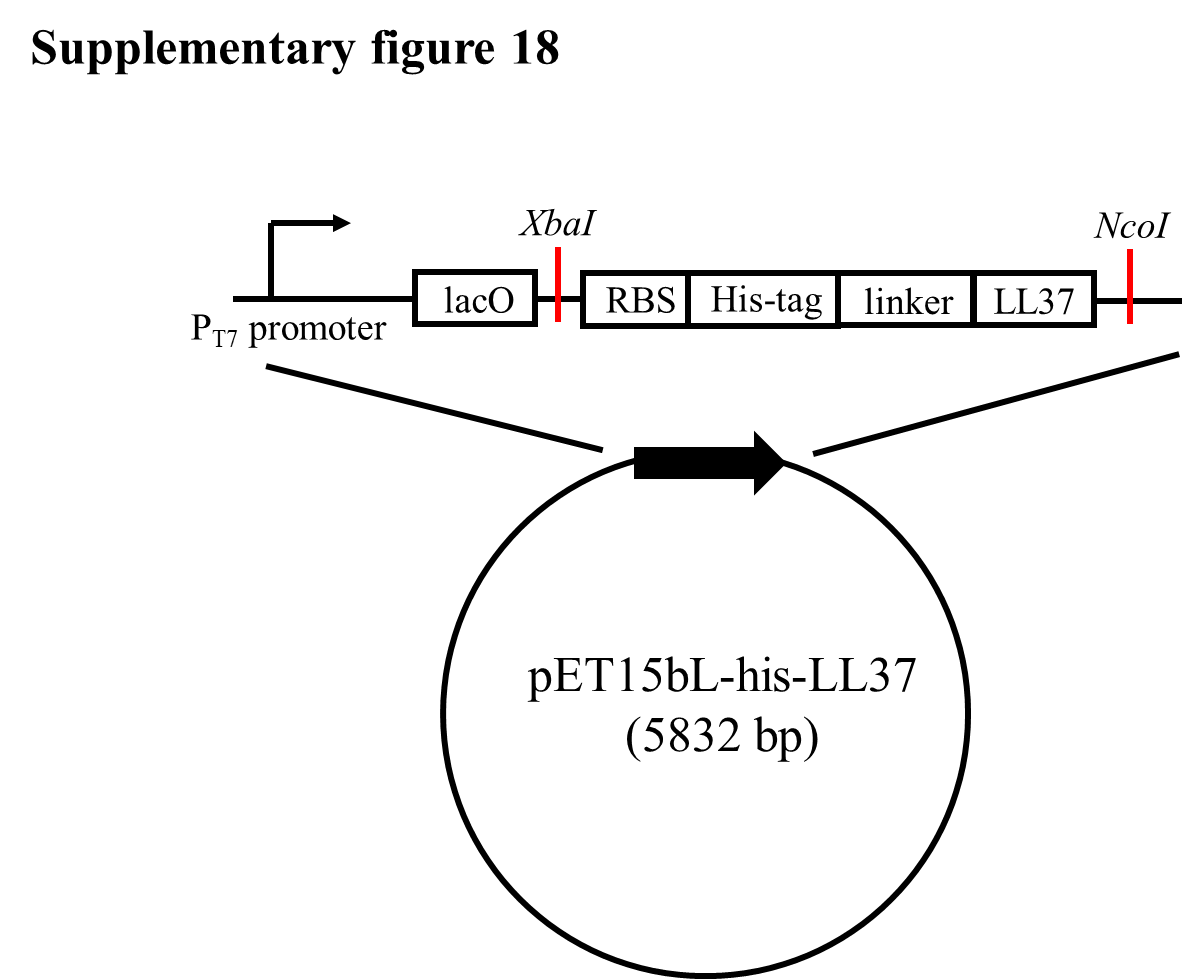 Supplementary figure 18
XbaI
NcoI
lacO
RBS
His-tag
linker
LL37
PT7 promoter
pET15bL-his-LL37
(5832 bp)